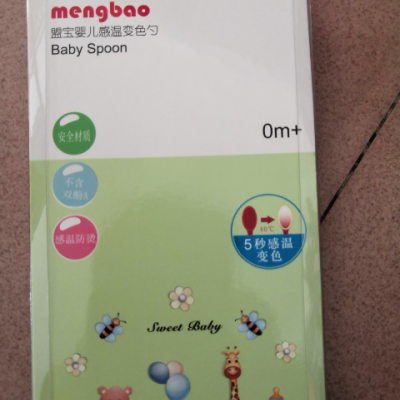 mengbao
盟宝婴儿感温变色勺
Baby Spoon
0m+
安全材质
不含
双酚A
感温防烫
40℃
5秒感温
变色
Sweet Baby